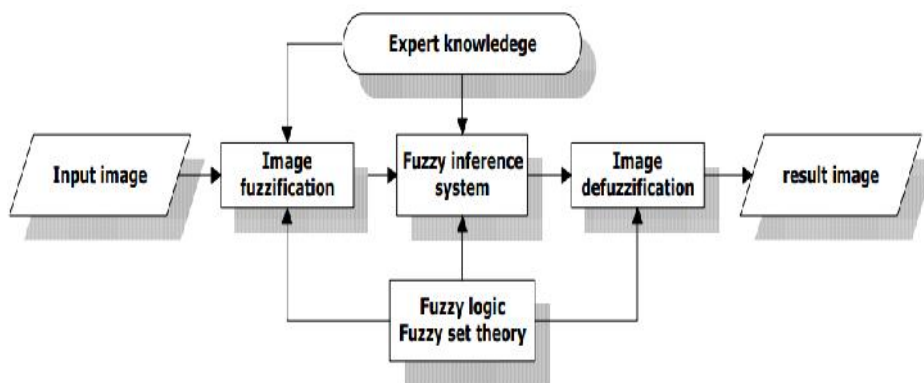 Expert knowledege
Input image
Image
fuzzification
Fuzzy inference
system
Image
defuzzification
result image
Fuzzy logic
Fuzzy set theory